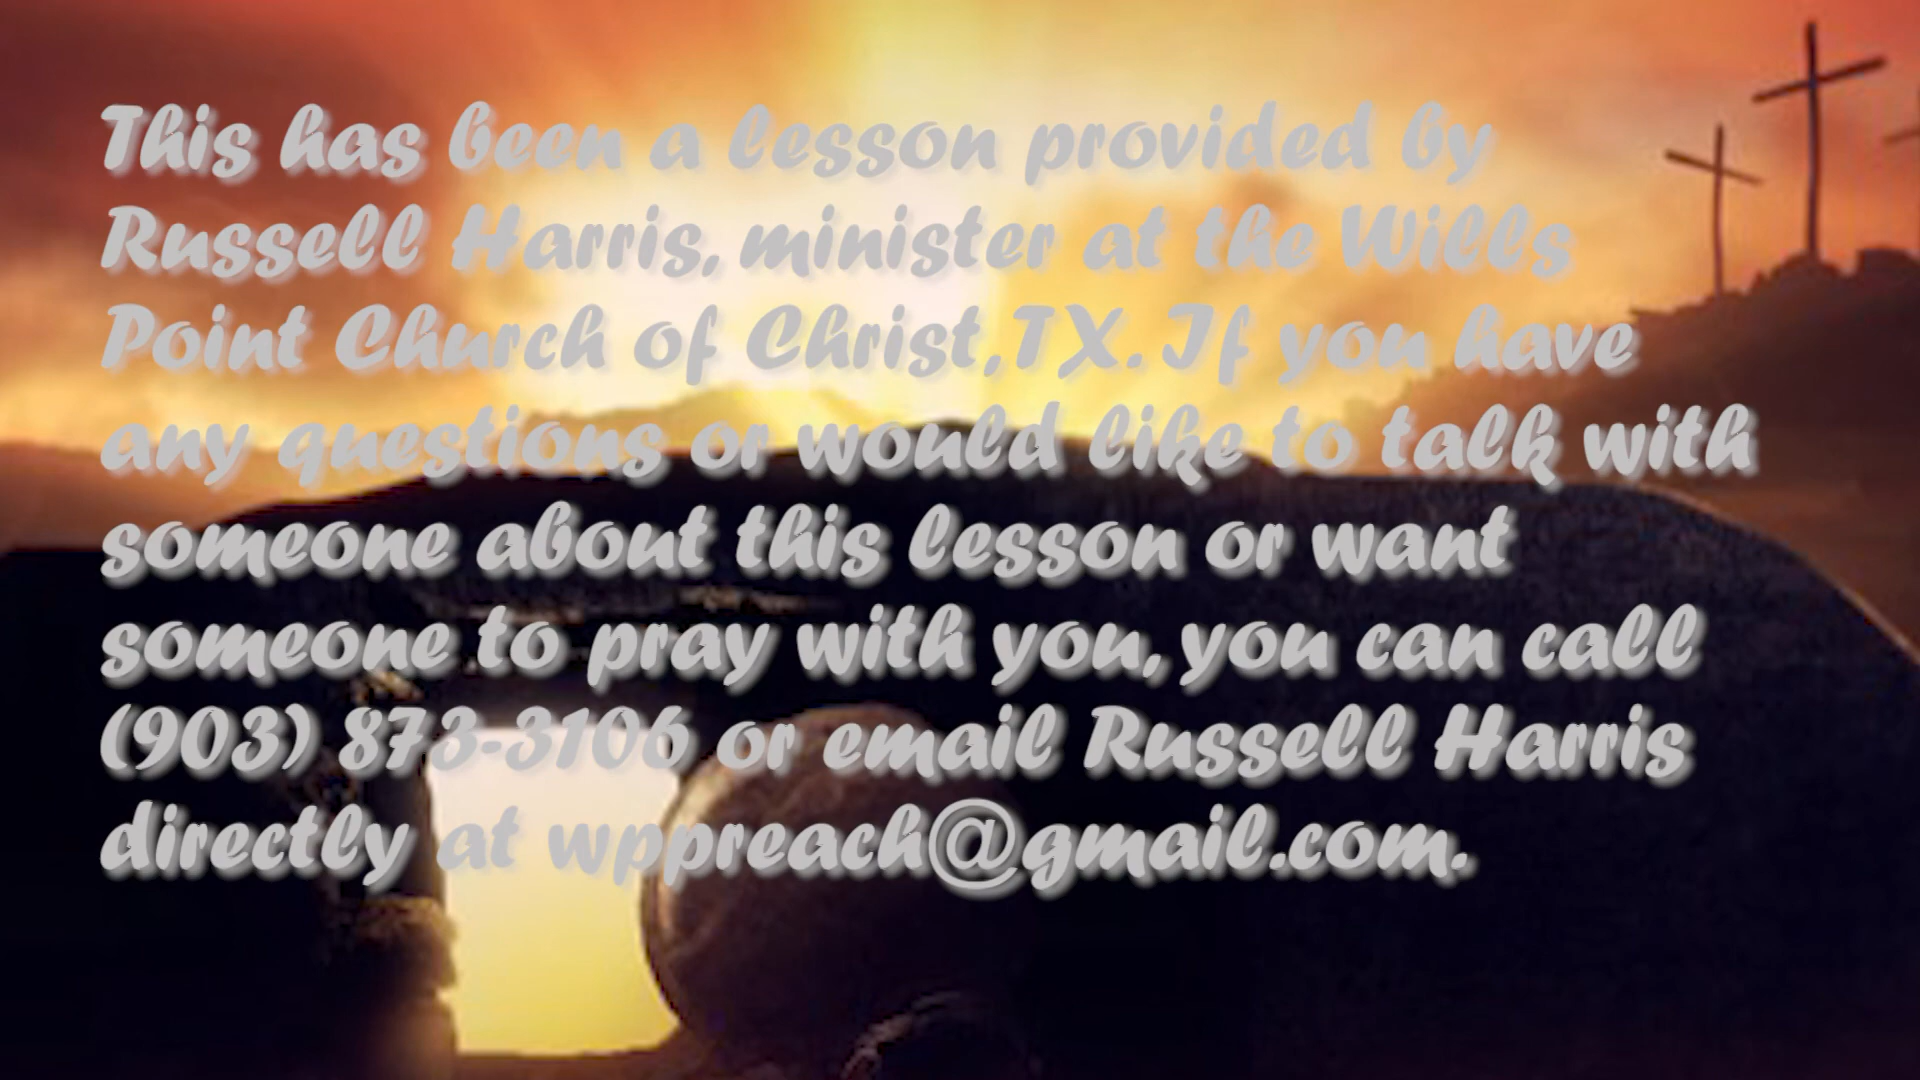 This has been a lesson provided by
Russell Harris, minister at the Wills
Point Church of Christ, TX. If you have
any questions or would like to talk with
someone about this lesson or want
someone to pray with you, you can call
(903) 873-3106 or email Russell Harris
directly at wppreach@gmail.com.